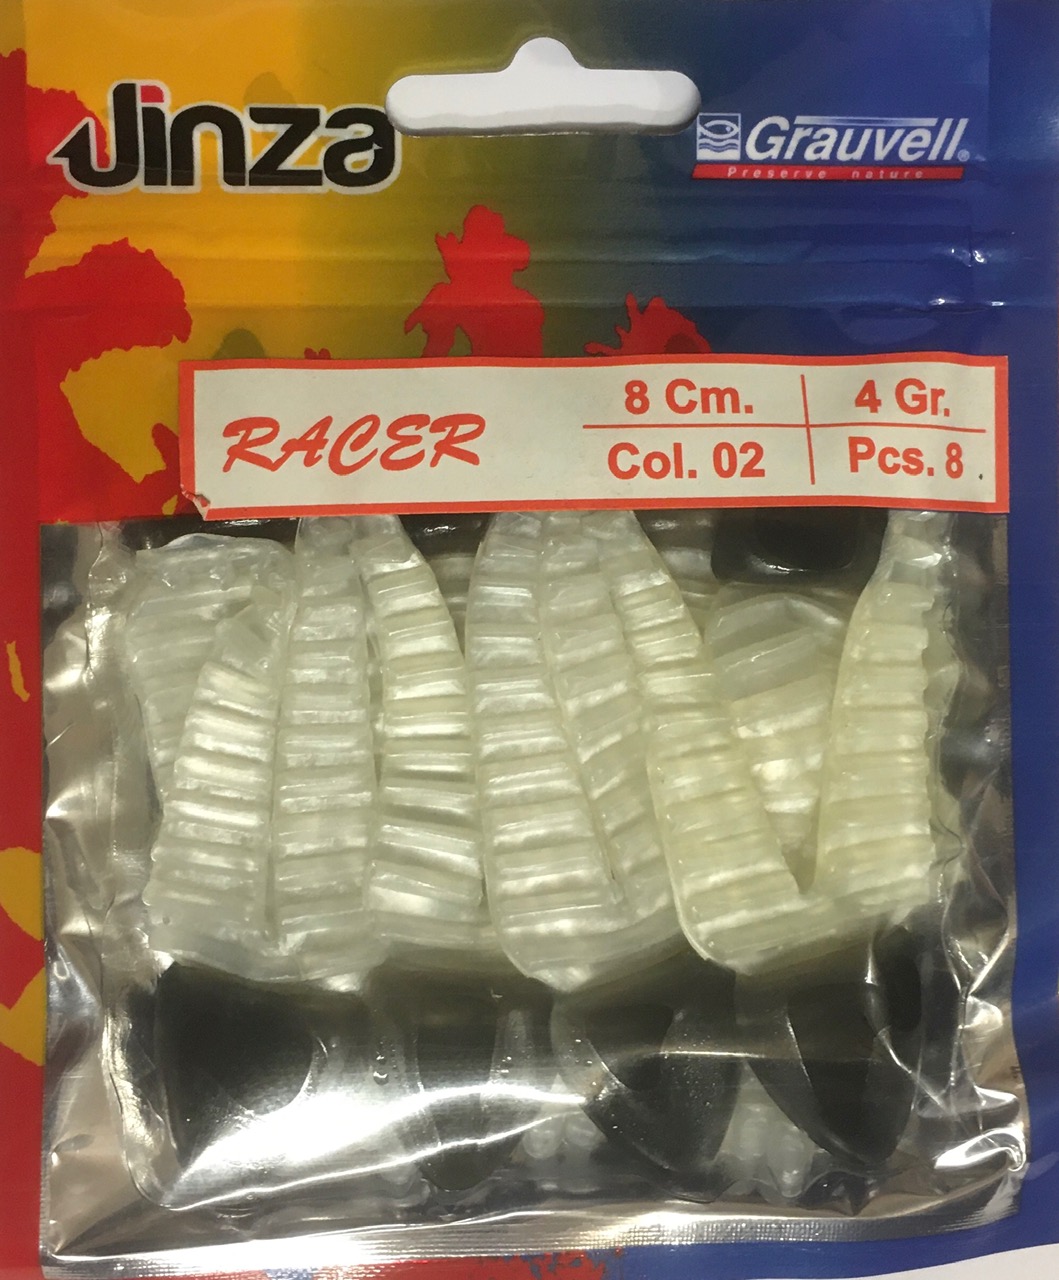 Jinza
Grauvell®
Preserve nature
RACER
8 Cm.
4 Gr.
Col. 02
Pcs. 8